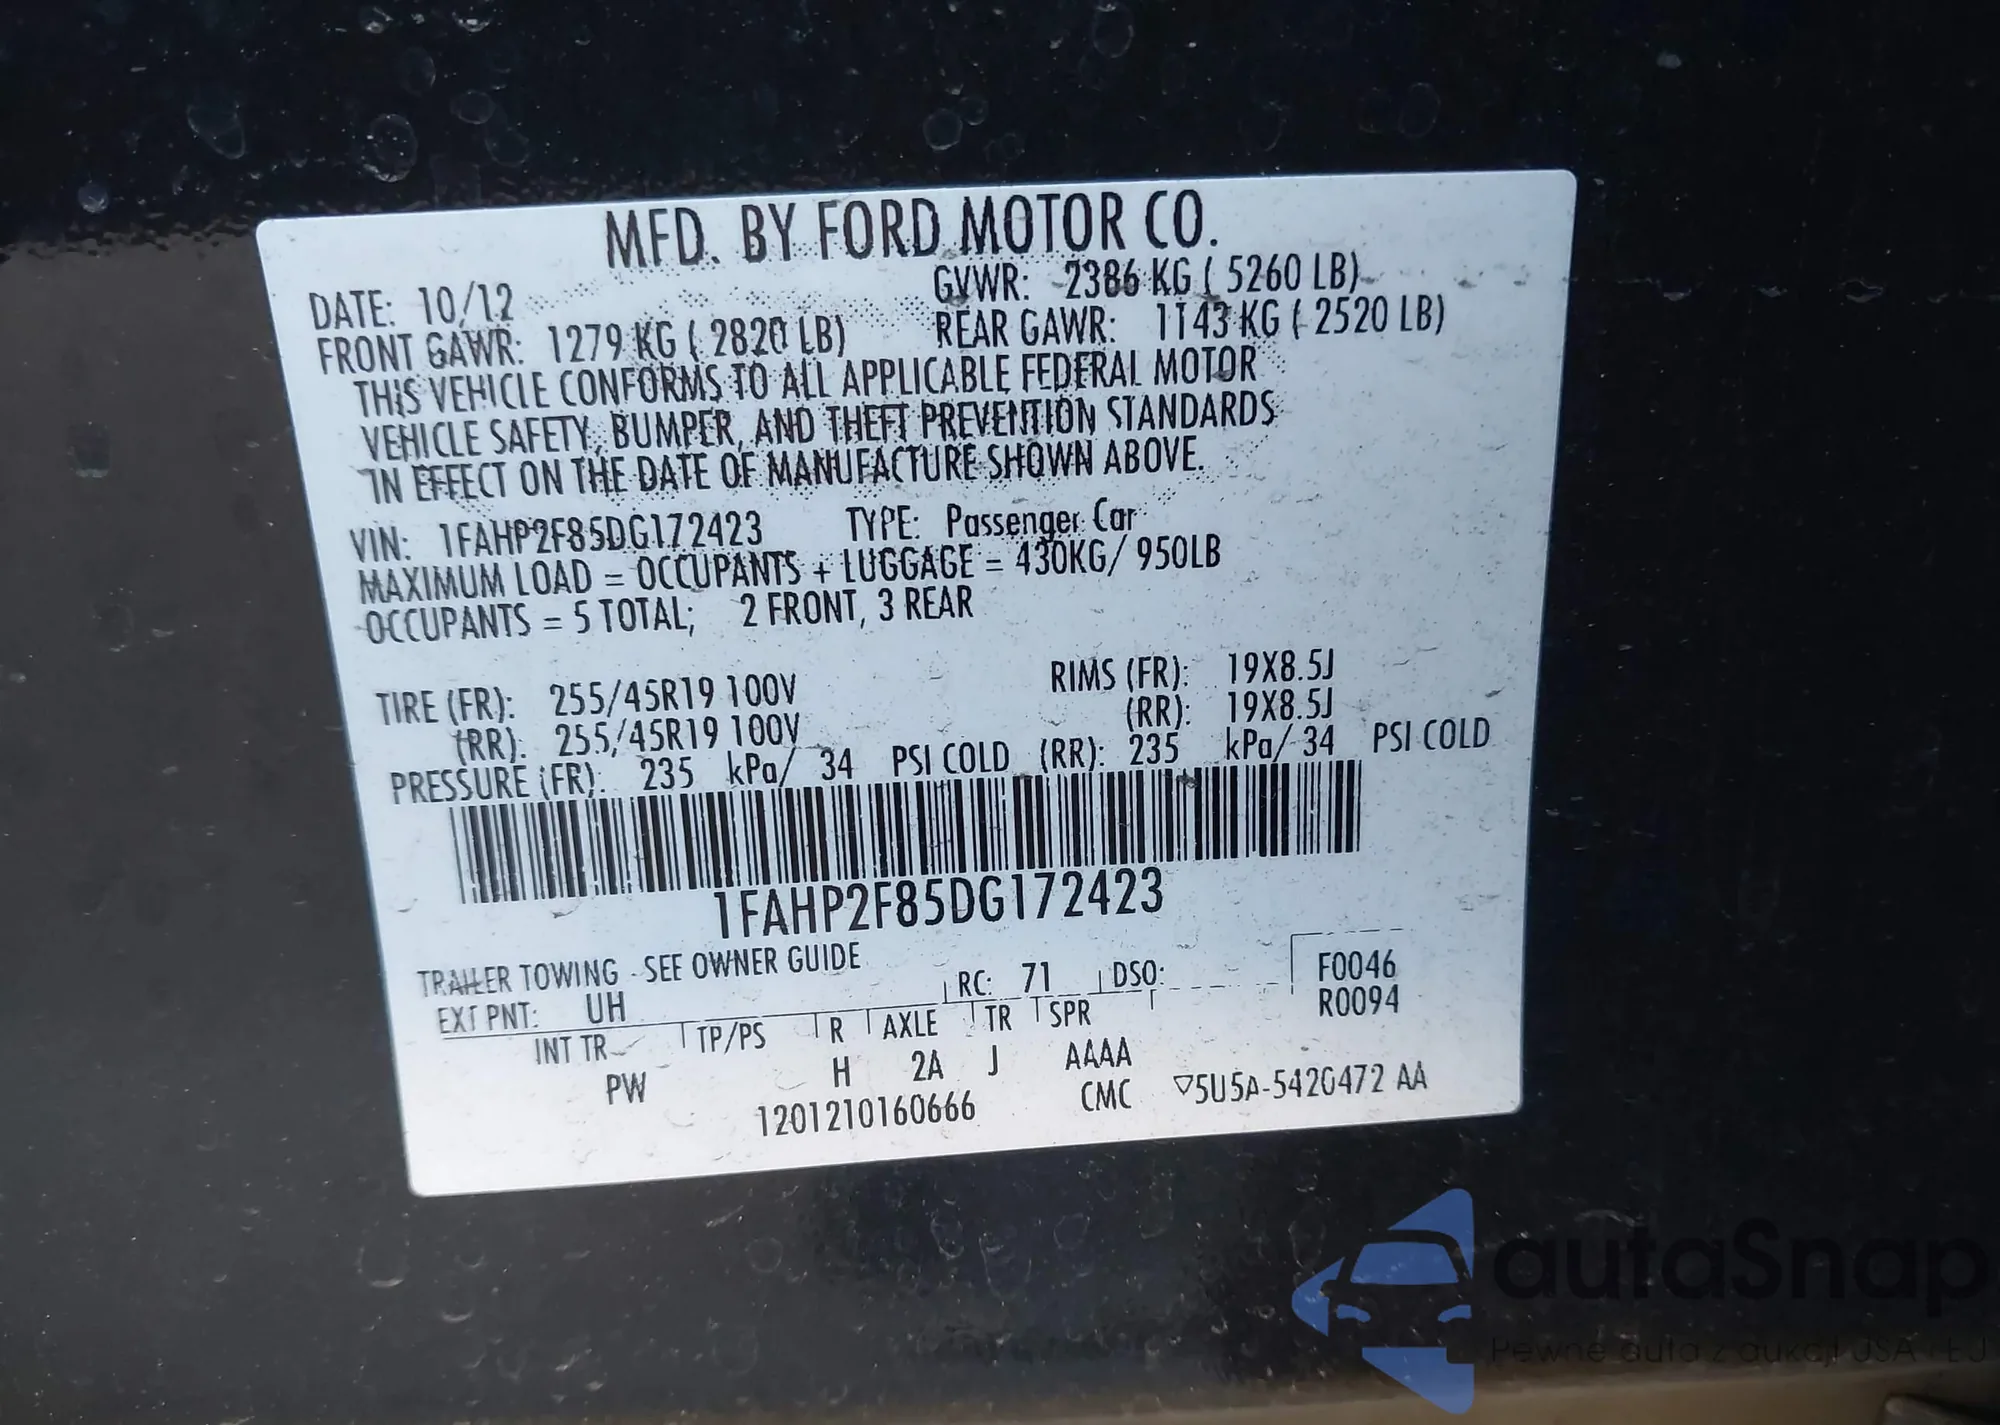 MFD. BY FORD MOTOR CO.
DATE: 10/12 GVWR: 2386 KG ( 5260 LB)
FRONT GAWR: 1279 KG ( 2820 LB) REAR GAWR: 1143 KG ( 2520 LB)
THIS VEHICLE CONFORMS TO ALL APPLICABLE FEDERAL MOTOR
VEHICLE SAFETY, BUMPER, AND THEFT PREVENTION STANDARDS
IN EFFECT ON THE DATE OF MANUFACTURE SHOWN ABOVE.
VIN: 1FAHP2F85DG172423 TYPE: Passenger Car
MAXIMUM LOAD = OCCUPANTS + LUGGAGE = 430KG/ 950LB
OCCUPANTS = 5 TOTAL; 2 FRONT, 3 REAR
TIRE (FR): 255/45R19 100V RIMS (FR): 19X8.5J
(RR): 255/45R19 100V (RR): 19X8.5J
PRESSURE (FR): 235 kPa/ 34 PSI COLD (RR): 235 kPa/ 34 PSI COLD
1FAHP2F85DG172423
TRAILER TOWING - SEE OWNER GUIDE
EXT PNT: UH RC: 71 DSO: F0046
R0094
INT TR TP/PS R AXLE TR SPR
PW H 2A J AAAA
1201210160666 CMC ▽5U5A-5420472 AA
autaSnap
Pewne auta z aukcji USA i EU